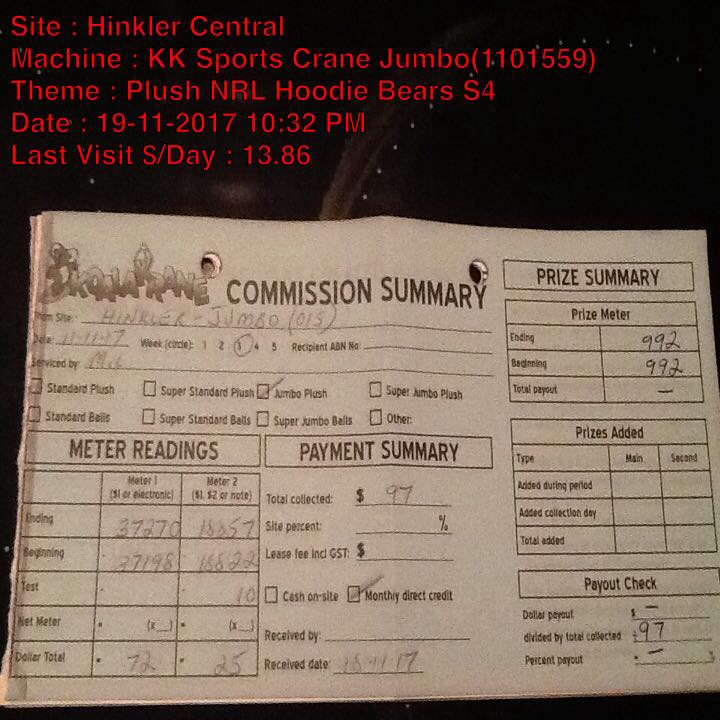 Site : Hinkler Central
Machine : KK Sports Crane Jumbo(1101559)
Theme : Plush NRL Hoodie Bears S4
Date : 19-11-2017 10:32 PM
Last Visit $/Day : 13.86
COMMISSION SUMMARY
From Site: HINKLER - JUMBO (015)
Date: Week (circle): 1 2 3 4 5 Recipient ABN No:
Serviced by:
Standard Plush Super Standard Plush Jumbo Plush Super Jumbo Plush
Standard Balls Super Standard Balls Super Jumbo Balls Other:
METER READINGS
Meter 1 Meter 2
($1 or electronic) ($1, $2 or note)
Ending 37270 18857
Beginning 37198 18822
Test 10
Net Meter (x__) (x__)
Dollar Total 72 25
PAYMENT SUMMARY
Total collected: $ 97
Site percent: %
Lease fee incl GST: $
Cash on-site Monthly direct credit
Received by:
Received date: 18.11.17
PRIZE SUMMARY
Prize Meter
Ending 992
Beginning 992
Total payout —
Prizes Added
Type Main Second
Added during period
Added collection day
Total added
Payout Check
Dollar payout $ —
divided by total collected ÷ 97
Percent payout — %